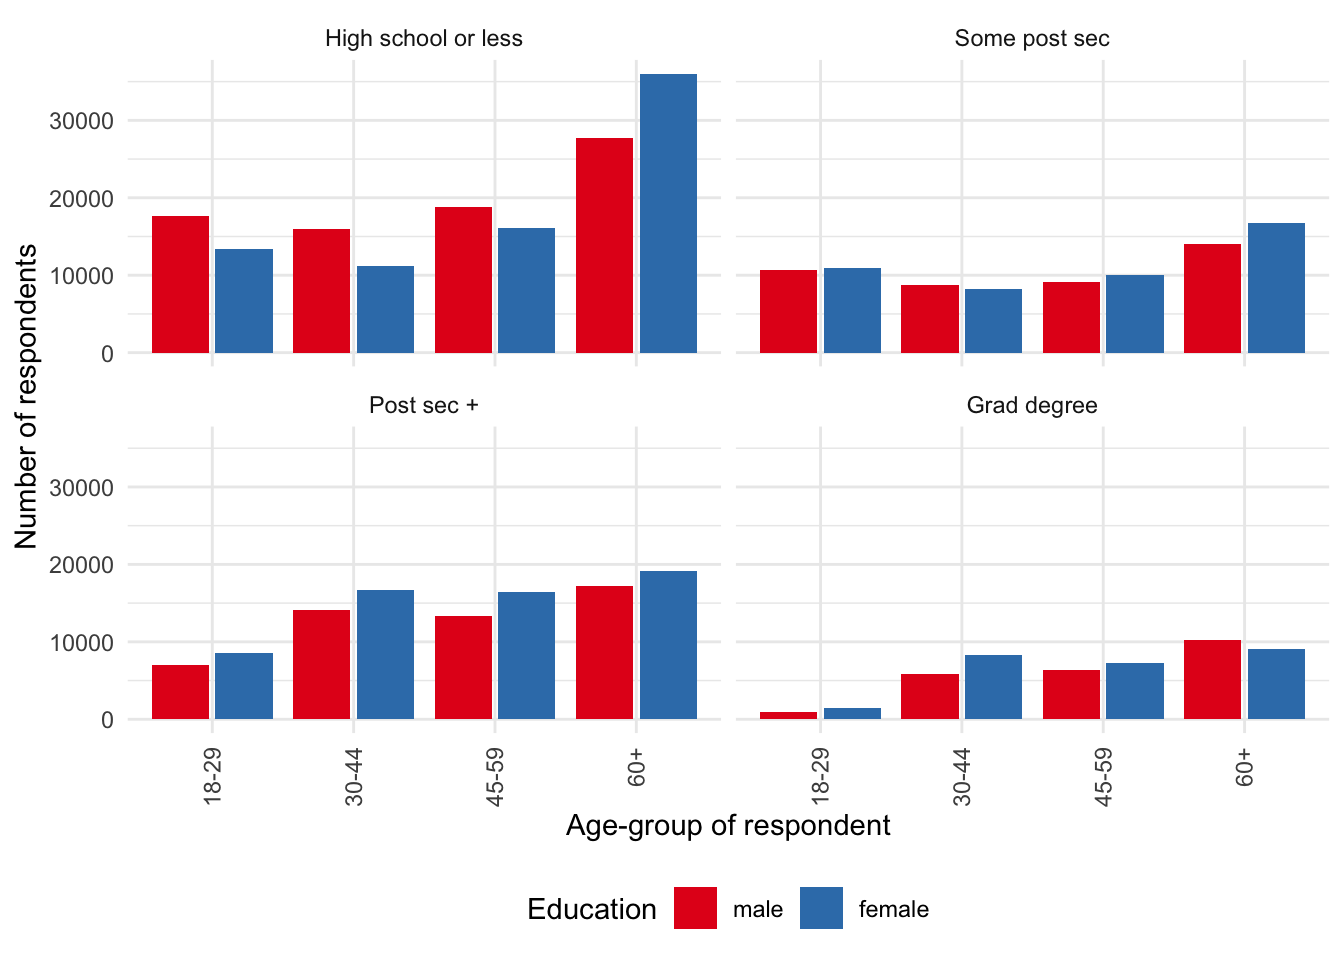 High school or less
Some post sec
30000
20000
10000
0
Post sec +
Grad degree
30000
20000
10000
0
Number of respondents
18-29
30-44
45-59
60+
18-29
30-44
45-59
60+
Age-group of respondent
Education male female